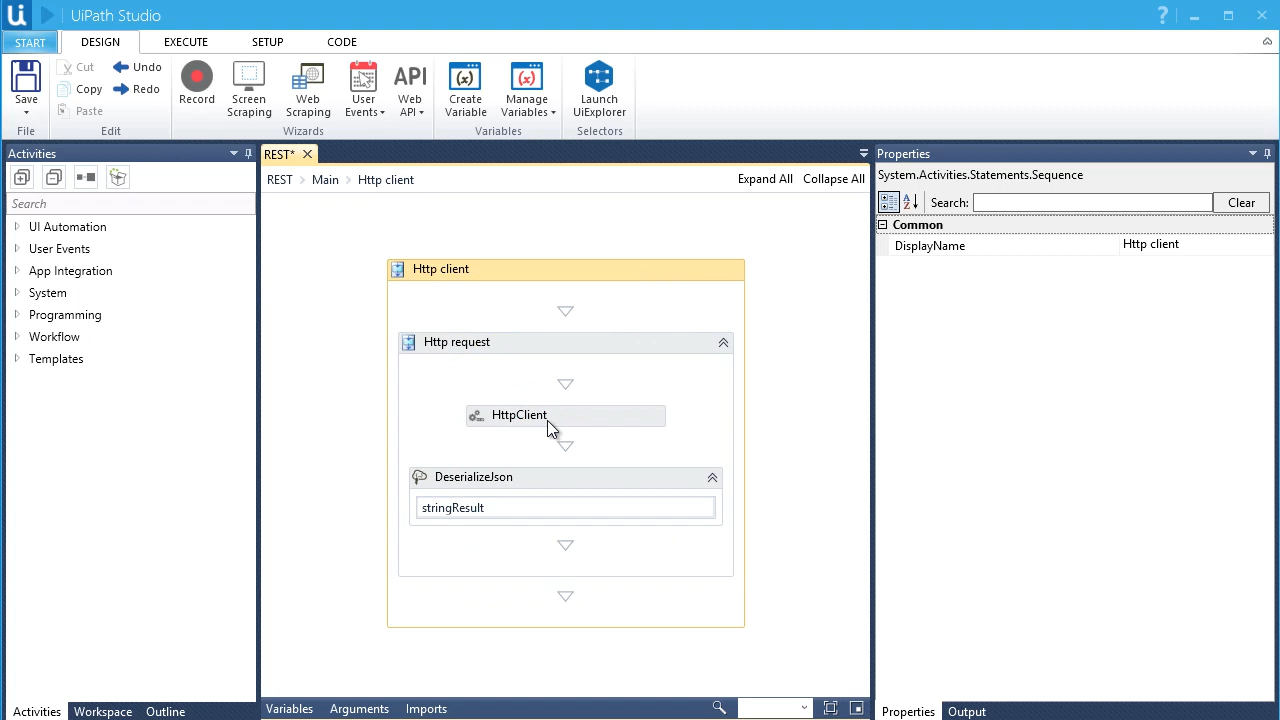 UiPath Studio
START DESIGN EXECUTE SETUP CODE
Save
Cut
Copy
Paste
Undo
Redo
Record
Screen Scraping
Web Scraping
User Events
API
Web API
(x)
Create Variable
(x)
Manage Variables
Launch UiExplorer
File Edit Wizards Variables Selectors
Activities
Search
UI Automation
User Events
App Integration
System
Programming
Workflow
Templates
Activities Workspace Outline
REST*
REST Main Http client
Expand All Collapse All
Http client
Http request
HttpClient
DeserializeJson
stringResult
Variables Arguments Imports
Properties
System.Activities.Statements.Sequence
Search:
Clear
Common
DisplayName Http client
Properties Output